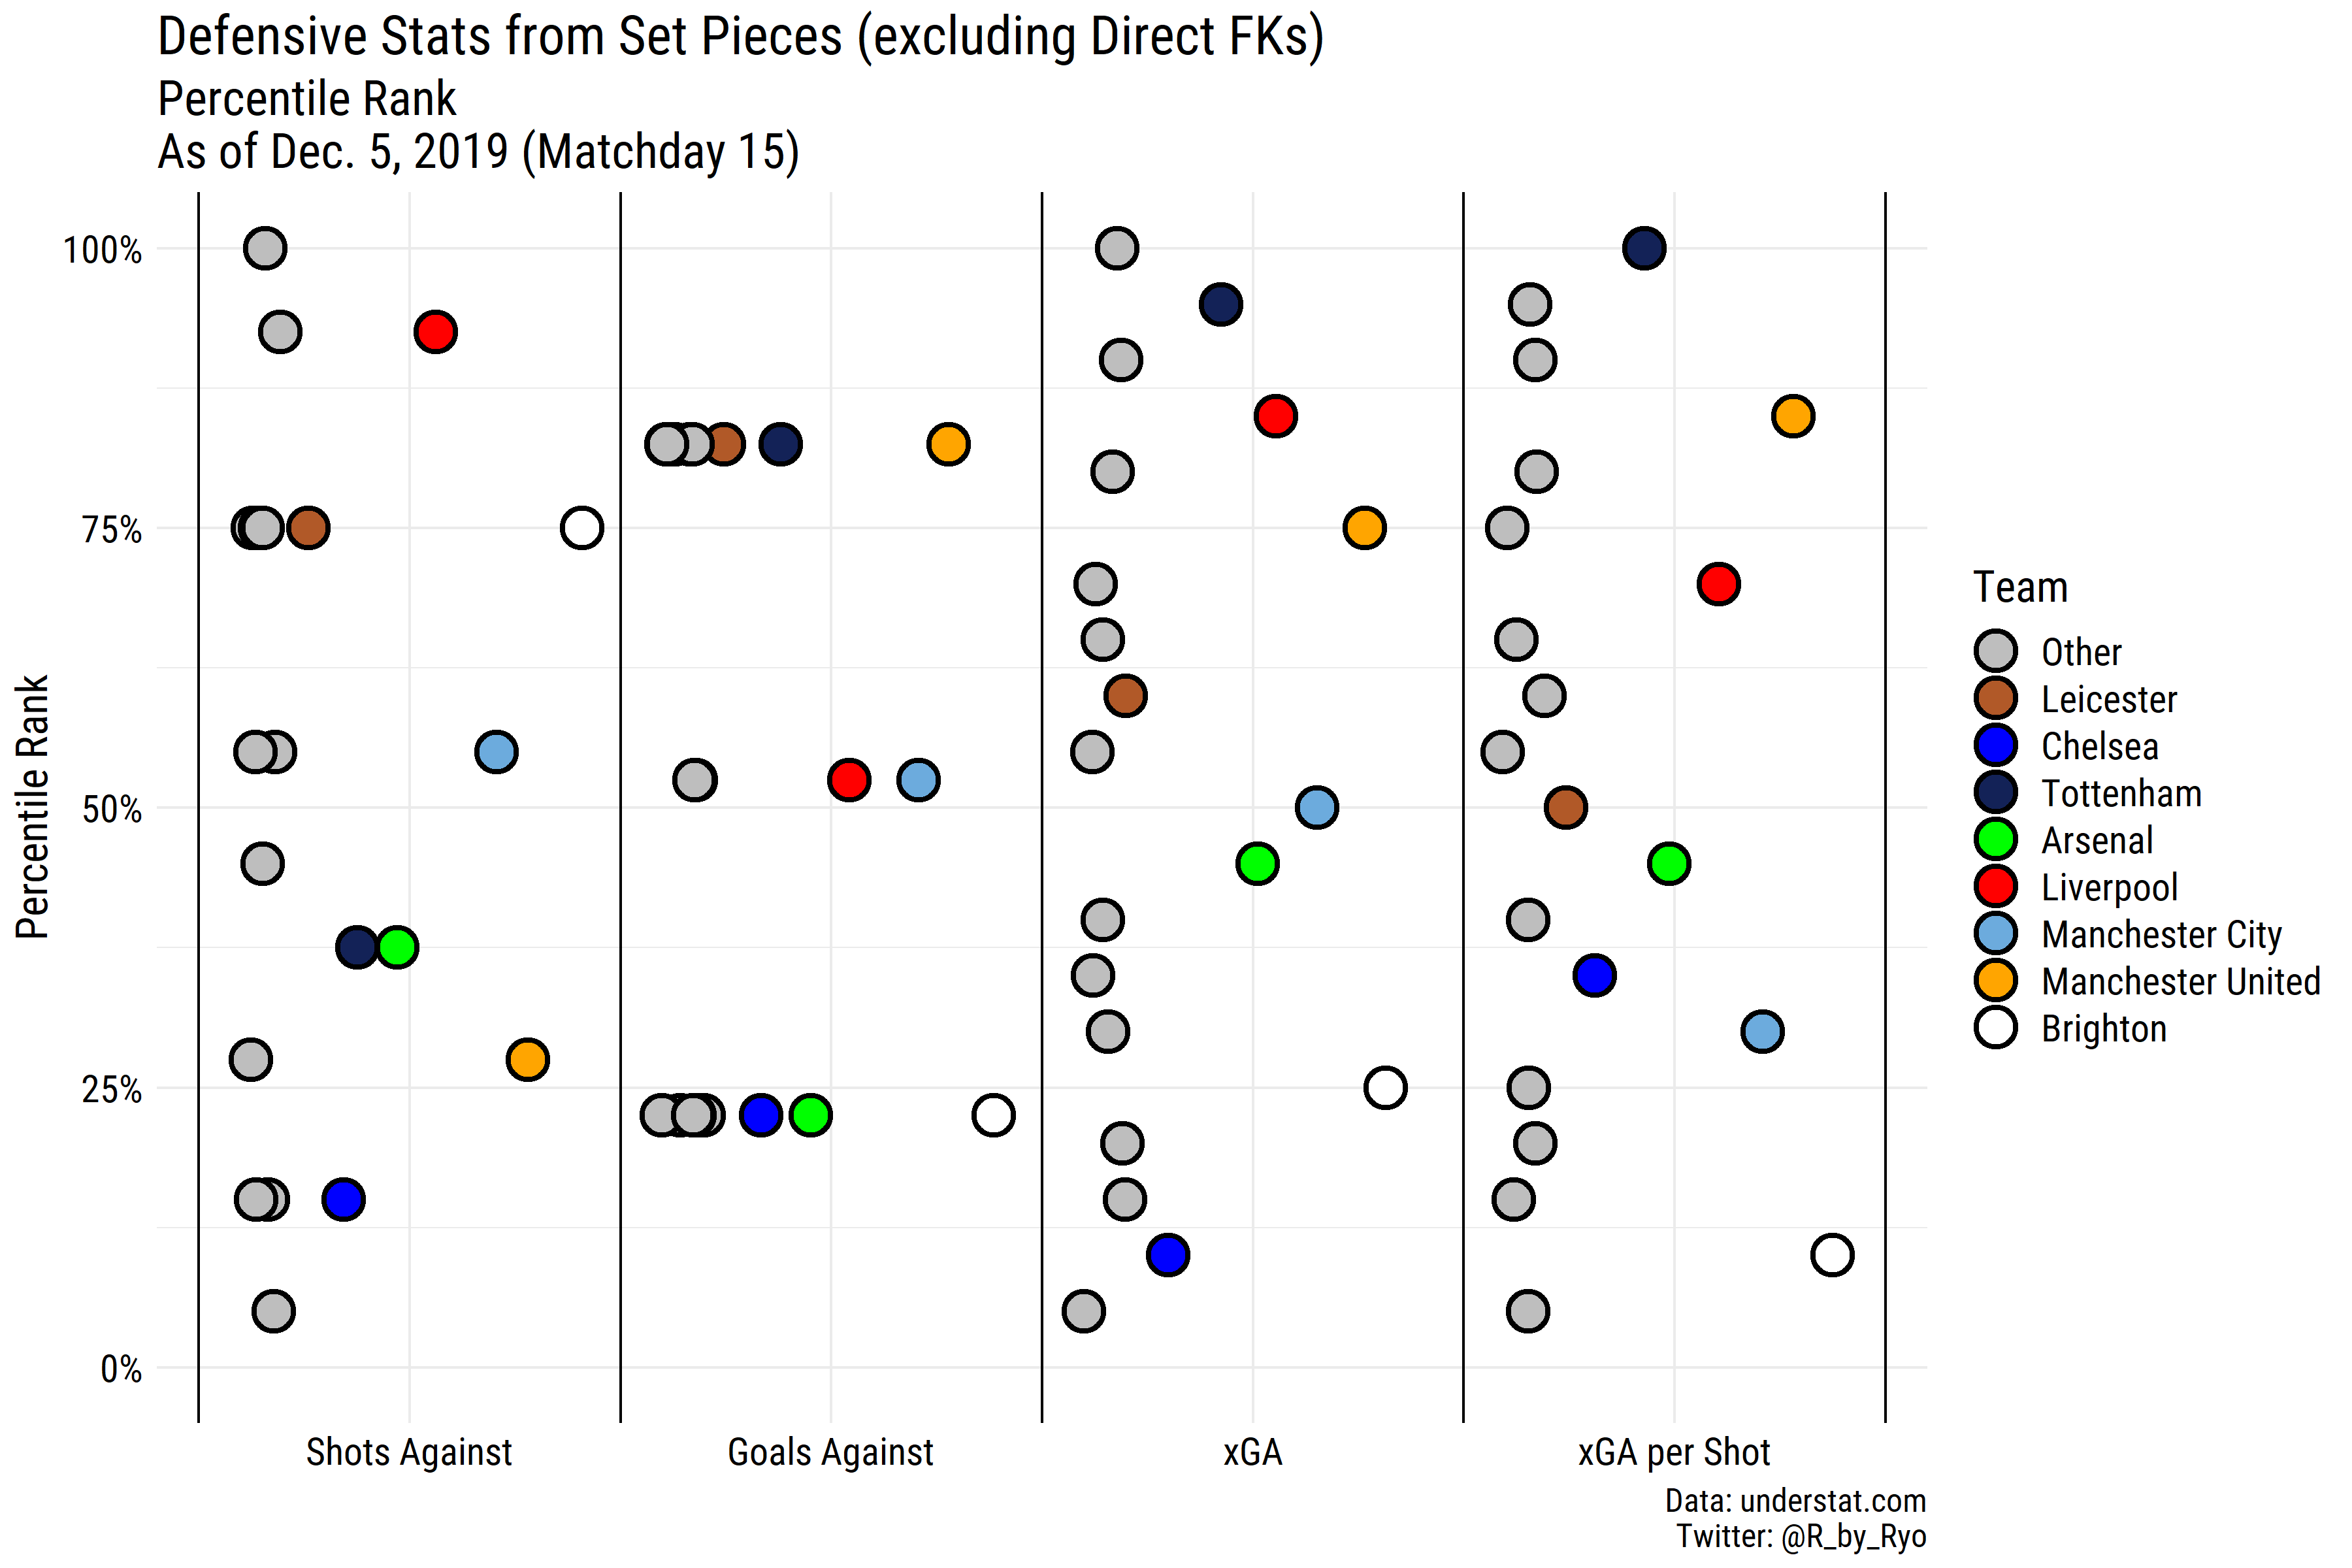 Defensive Stats from Set Pieces (excluding Direct FKs)
Percentile Rank
As of Dec. 5, 2019 (Matchday 15)
Percentile Rank
100%
75%
50%
25%
0%
Shots Against
Goals Against
xGA
xGA per Shot
Team
Other
Leicester
Chelsea
Tottenham
Arsenal
Liverpool
Manchester City
Manchester United
Brighton
Data: understat.com
Twitter: @R_by_Ryo